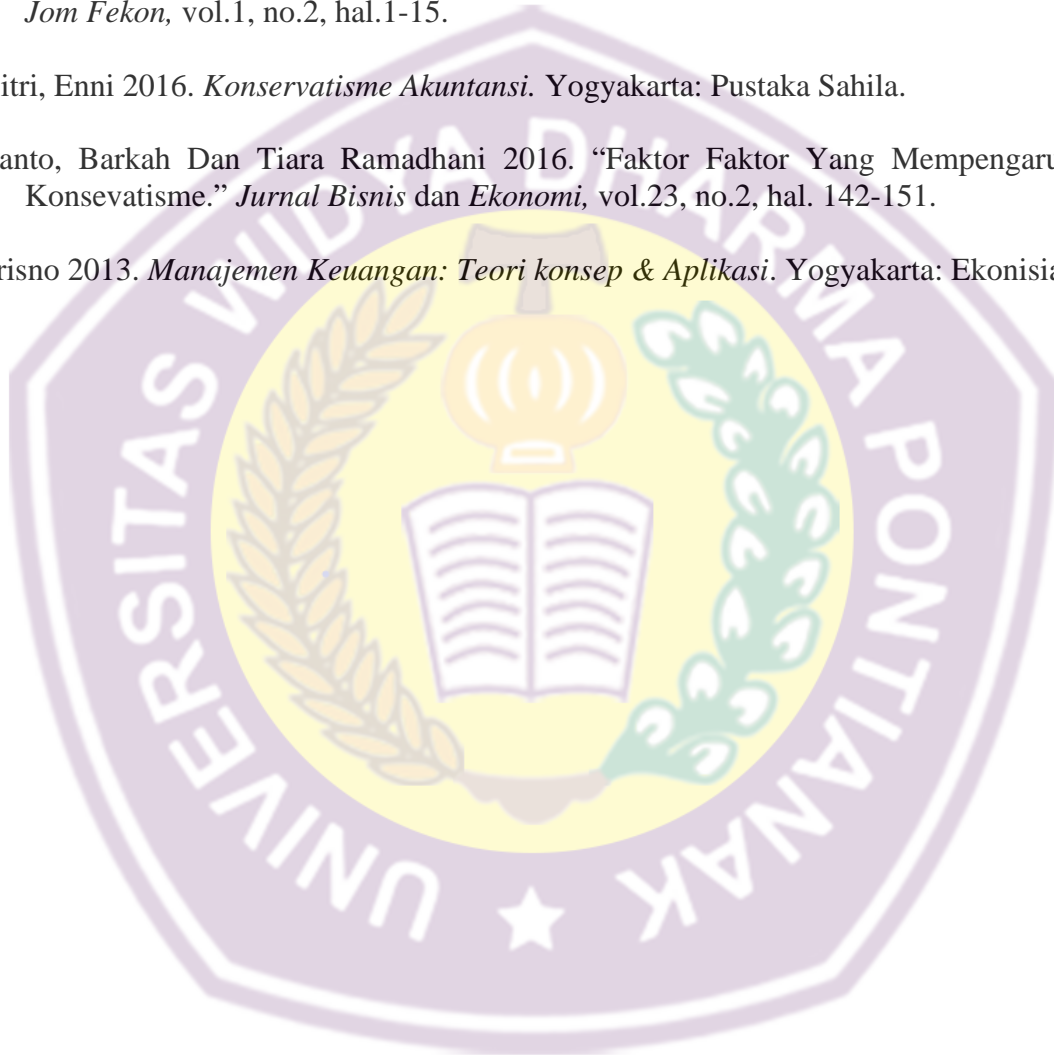 Jom Fekon, vol.1, no.2, hal.1-15.
itri, Enni 2016. Konservatisme Akuntansi. Yogyakarta: Pustaka Sahila.
anto, Barkah Dan Tiara Ramadhani 2016. “Faktor Faktor Yang Mempengaru
Konsevatisme.” Jurnal Bisnis dan Ekonomi, vol.23, no.2, hal. 142-151.
risno 2013. Manajemen Keuangan: Teori konsep & Aplikasi. Yogyakarta: Ekonisia
UNIVERSITAS WIDYA DHARMA PONTIANAK